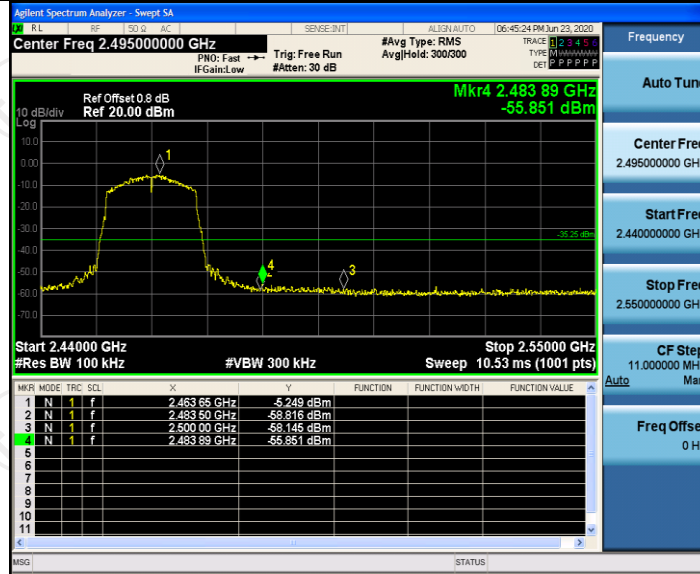 Agilent Spectrum Analyzer - Swept SA
RL RF 50 Ω AC SENSE:INT ALIGN AUTO 06:45:24 PM Jun 23, 2020
Center Freq 2.495000000 GHz
PNO: Fast
IFGain:Low
Trig: Free Run
#Atten: 30 dB
#Avg Type: RMS
Avg|Hold: 300/300
TRACE 1 2 3 4 5 6
TYPE M
DET P P P P P P
Frequency
Auto Tune
Center Freq
2.495000000 GH
Start Freq
2.440000000 GH
Stop Freq
2.550000000 GH
CF Step
11.000000 MH
Auto Ma
Freq Offse
0 H
Ref Offset 0.8 dB
10 dB/div Ref 20.00 dBm
Log
Mkr4 2.483 89 GHz
-55.851 dBm
10.0
0.00
-10.0
-20.0
-30.0
-40.0
-50.0
-60.0
-70.0
1
4
3
-35.25 dBm
Start 2.44000 GHz Stop 2.55000 GHz
#Res BW 100 kHz #VBW 300 kHz Sweep 10.53 ms (1001 pts)
MKR MODE TRC SCL X Y FUNCTION FUNCTION WIDTH FUNCTION VALUE
1 N 1 f 2.463 65 GHz -5.249 dBm
2 N 1 f 2.483 50 GHz -58.816 dBm
3 N 1 f 2.500 00 GHz -58.145 dBm
4 N 1 f 2.483 89 GHz -55.851 dBm
5
6
7
8
9
10
11
MSG STATUS